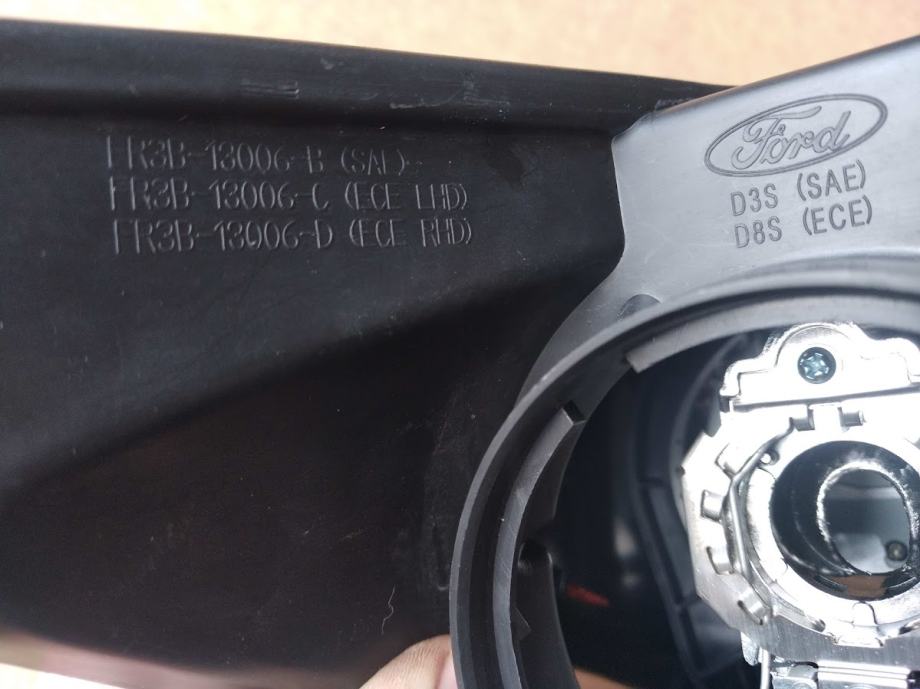 FR3B-13006-B (SAE)
FR3B-13006-C (ECE LHD)
FR3B-13006-D (ECE RHD)
Ford
D3S (SAE)
D8S (ECE)